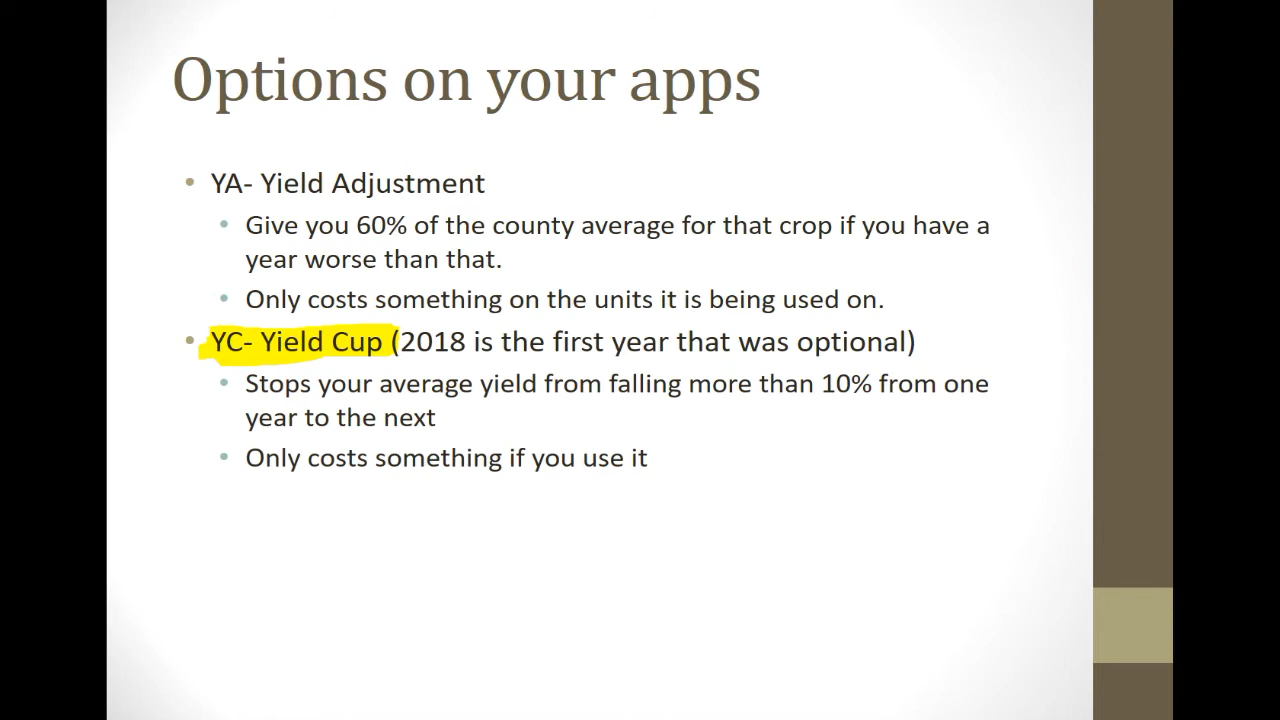 Options on your apps
• YA- Yield Adjustment
• Give you 60% of the county average for that crop if you have a
year worse than that.
• Only costs something on the units it is being used on.
• YC- Yield Cup (2018 is the first year that was optional)
• Stops your average yield from falling more than 10% from one
year to the next
• Only costs something if you use it